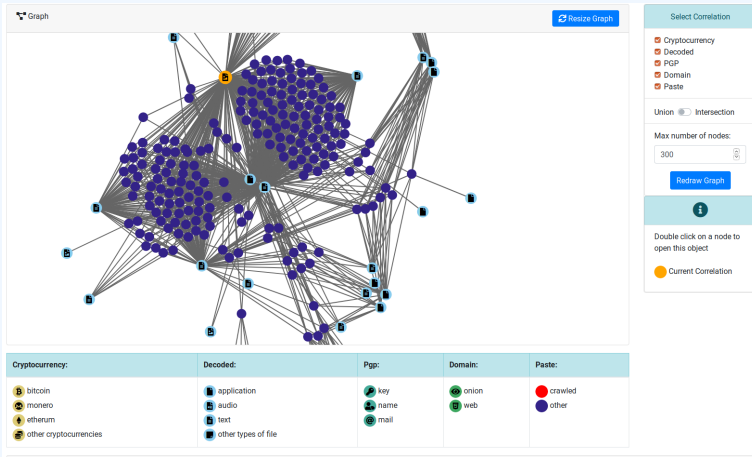 Graph
Resize Graph
Select Correlation
Cryptocurrency
Decoded
PGP
Domain
Paste
Union Intersection
Max number of nodes:
300
Redraw Graph
Double click on a node to
open this object
Current Correlation
Cryptocurrency: Decoded: Pgp: Domain: Paste:
bitcoin application key onion crawled
monero audio name web other
etherum text mail
other cryptocurrencies other types of file